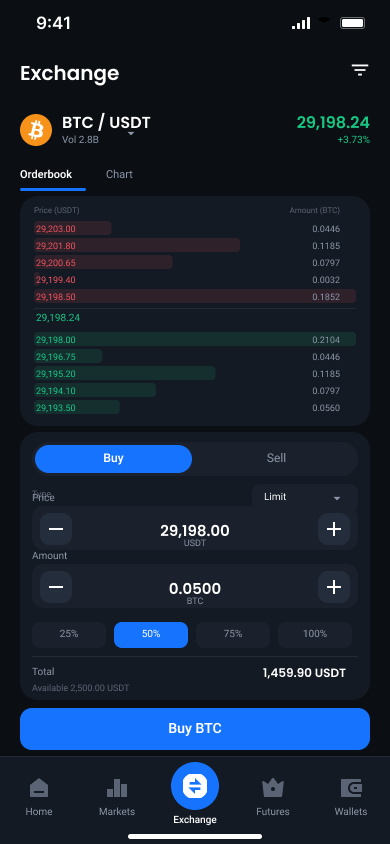 9:41
Exchange
BTC / USDT
29,198.24
Vol 2.8B
+3.73%
Orderbook
Chart
Price (USDT)
Amount (BTC)
29,203.00 0.0446
29,201.80 0.1185
29,200.65 0.0797
29,199.40 0.0032
29,198.50 0.1852
29,198.24
29,198.00 0.2104
29,196.75 0.0446
29,195.20 0.1185
29,194.10 0.0797
29,193.50 0.0560
Buy
Sell
Type
Price
Limit
29,198.00
USDT
Amount
0.0500
BTC
25%
50%
75%
100%
Total
1,459.90 USDT
Available 2,500.00 USDT
Buy BTC
Home
Markets
Exchange
Futures
Wallets